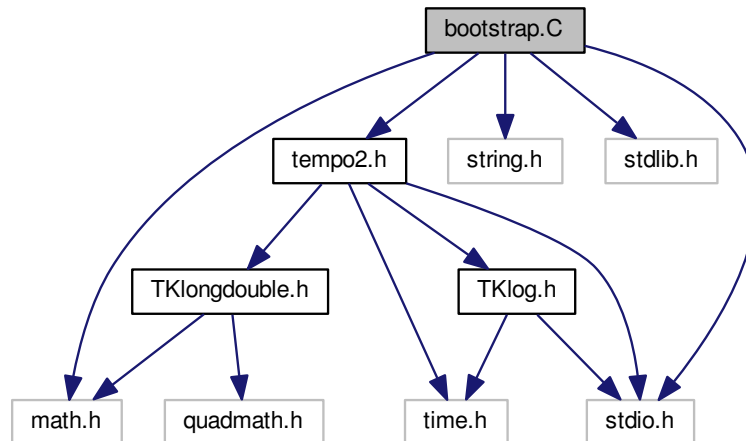 bootstrap.C
tempo2.h
string.h
stdlib.h
TKlongdouble.h
TKlog.h
math.h
quadmath.h
time.h
stdio.h